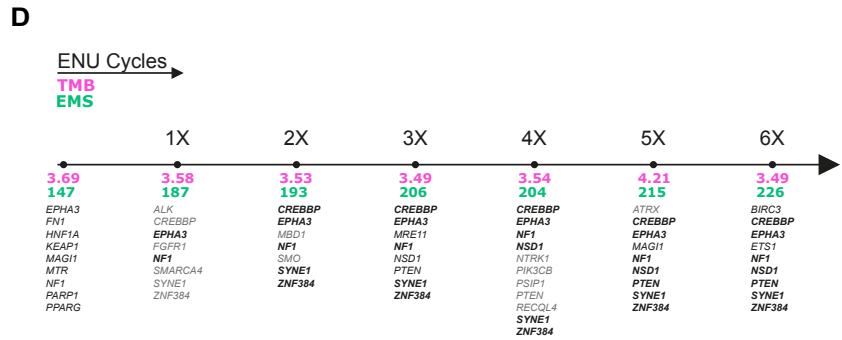 D
ENU Cycles
TMB
EMS
1X 2X 3X 4X 5X 6X
3.69 3.58 3.53 3.49 3.54 4.21 3.49
147 187 193 206 204 215 226
EPHA3 ALK CREBBP CREBBP CREBBP ATRX BIRC3
FN1 CREBBP EPHA3 EPHA3 EPHA3 CREBBP CREBBP
HNF1A EPHA3 MBD1 MRE11 NF1 EPHA3 EPHA3
KEAP1 FGFR1 NF1 NF1 NSD1 MAGI1 ETS1
MAGI1 NF1 SMO NSD1 NTRK1 NF1 NF1
MTR SMARCA4 SYNE1 PTEN PIK3CB NSD1 NSD1
NF1 SYNE1 ZNF384 SYNE1 PSIP1 PTEN PTEN
PARP1 ZNF384 ZNF384 PTEN SYNE1 SYNE1
PPARG RECQL4 ZNF384 ZNF384
SYNE1
ZNF384